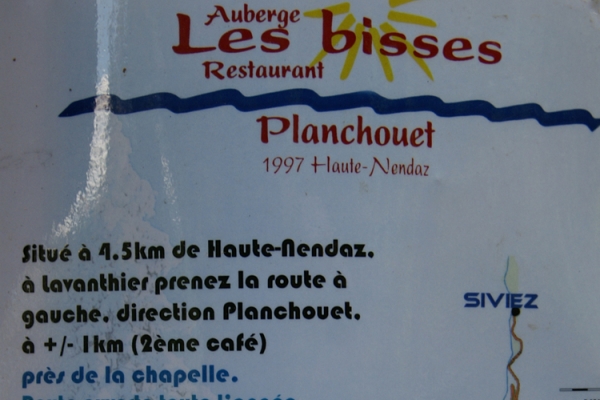 Auberge
Les bisses
Restaurant
Planchouet
1997 Haute-Nendaz
Situé à 4.5km de Haute-Nendaz.
à Lavanthier prenez la route à
gauche. direction Planchouet.
à +/- 1km (2ème café)
près de la chapelle.
SIVIEZ